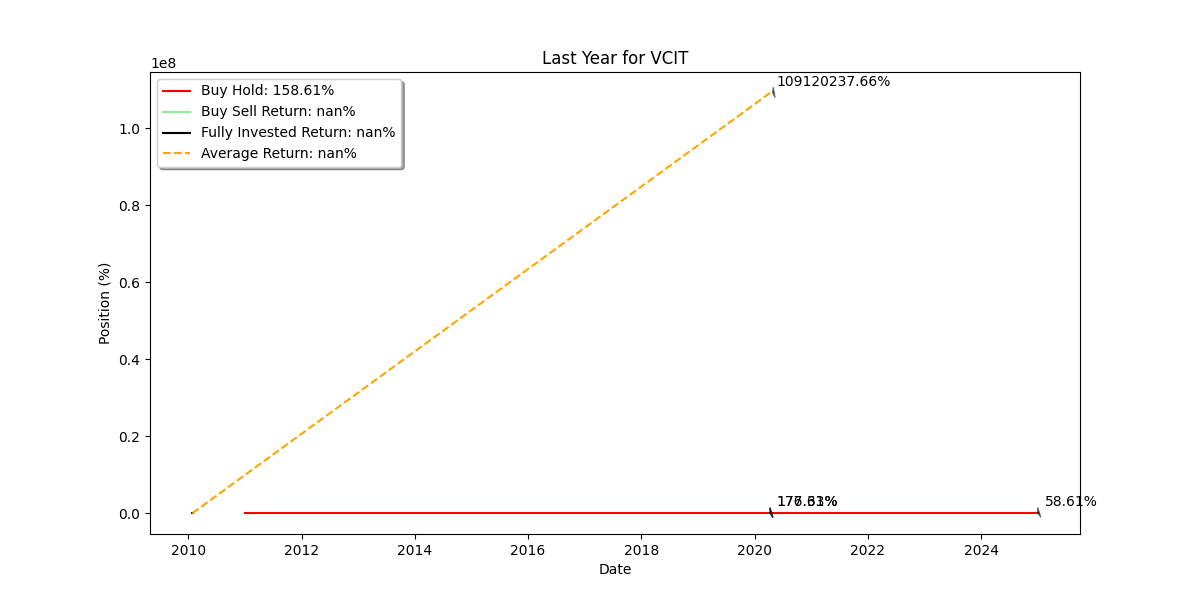 Last Year for VCIT
1e8
Buy Hold: 158.61%
Buy Sell Return: nan%
Fully Invested Return: nan%
Average Return: nan%
109120237.66%
58.61%
Position (%)
1.0
0.8
0.6
0.4
0.2
0.0
2010 2012 2014 2016 2018 2020 2022 2024
Date